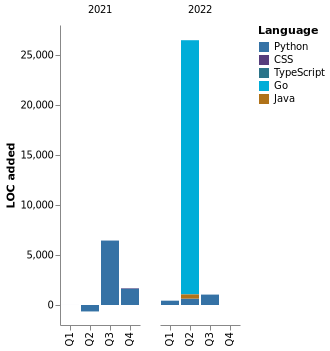 2021
2022
Language
Python
CSS
TypeScript
Go
Java
LOC added
25,000
20,000
15,000
10,000
5,000
0
Q1
Q2
Q3
Q4
Q1
Q2
Q3
Q4